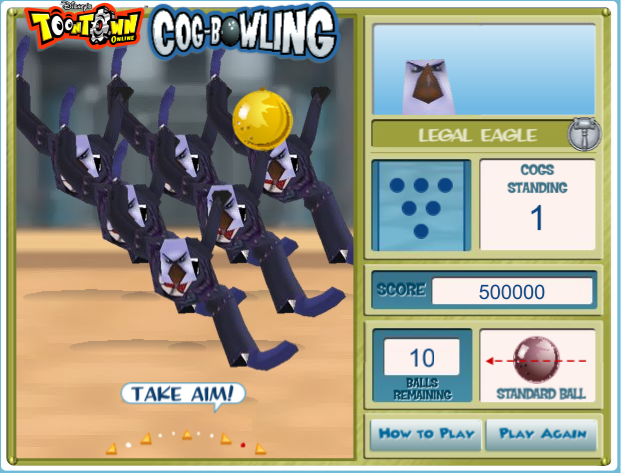 Disney's
TOONTOWN
ONLINE
COG-BOWLING
LEGAL EAGLE
COGS
STANDING
1
SCORE 500000
10
BALLS
REMAINING
STANDARD BALL
TAKE AIM!
HOW TO PLAY PLAY AGAIN